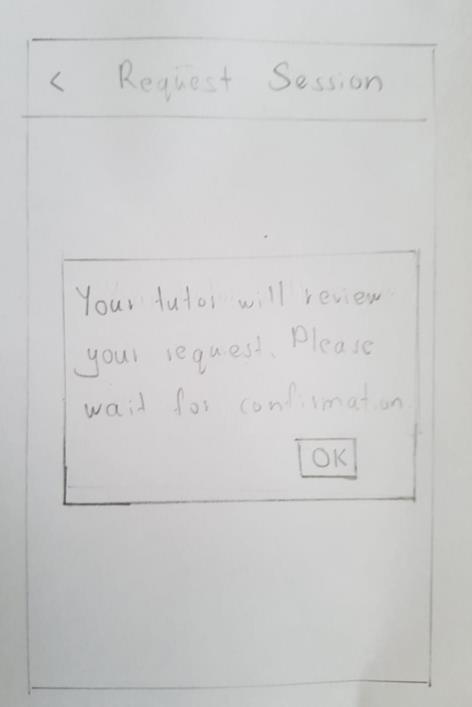 < Request Session
Your tutor will review
your request. Please
wait for confirmation
OK